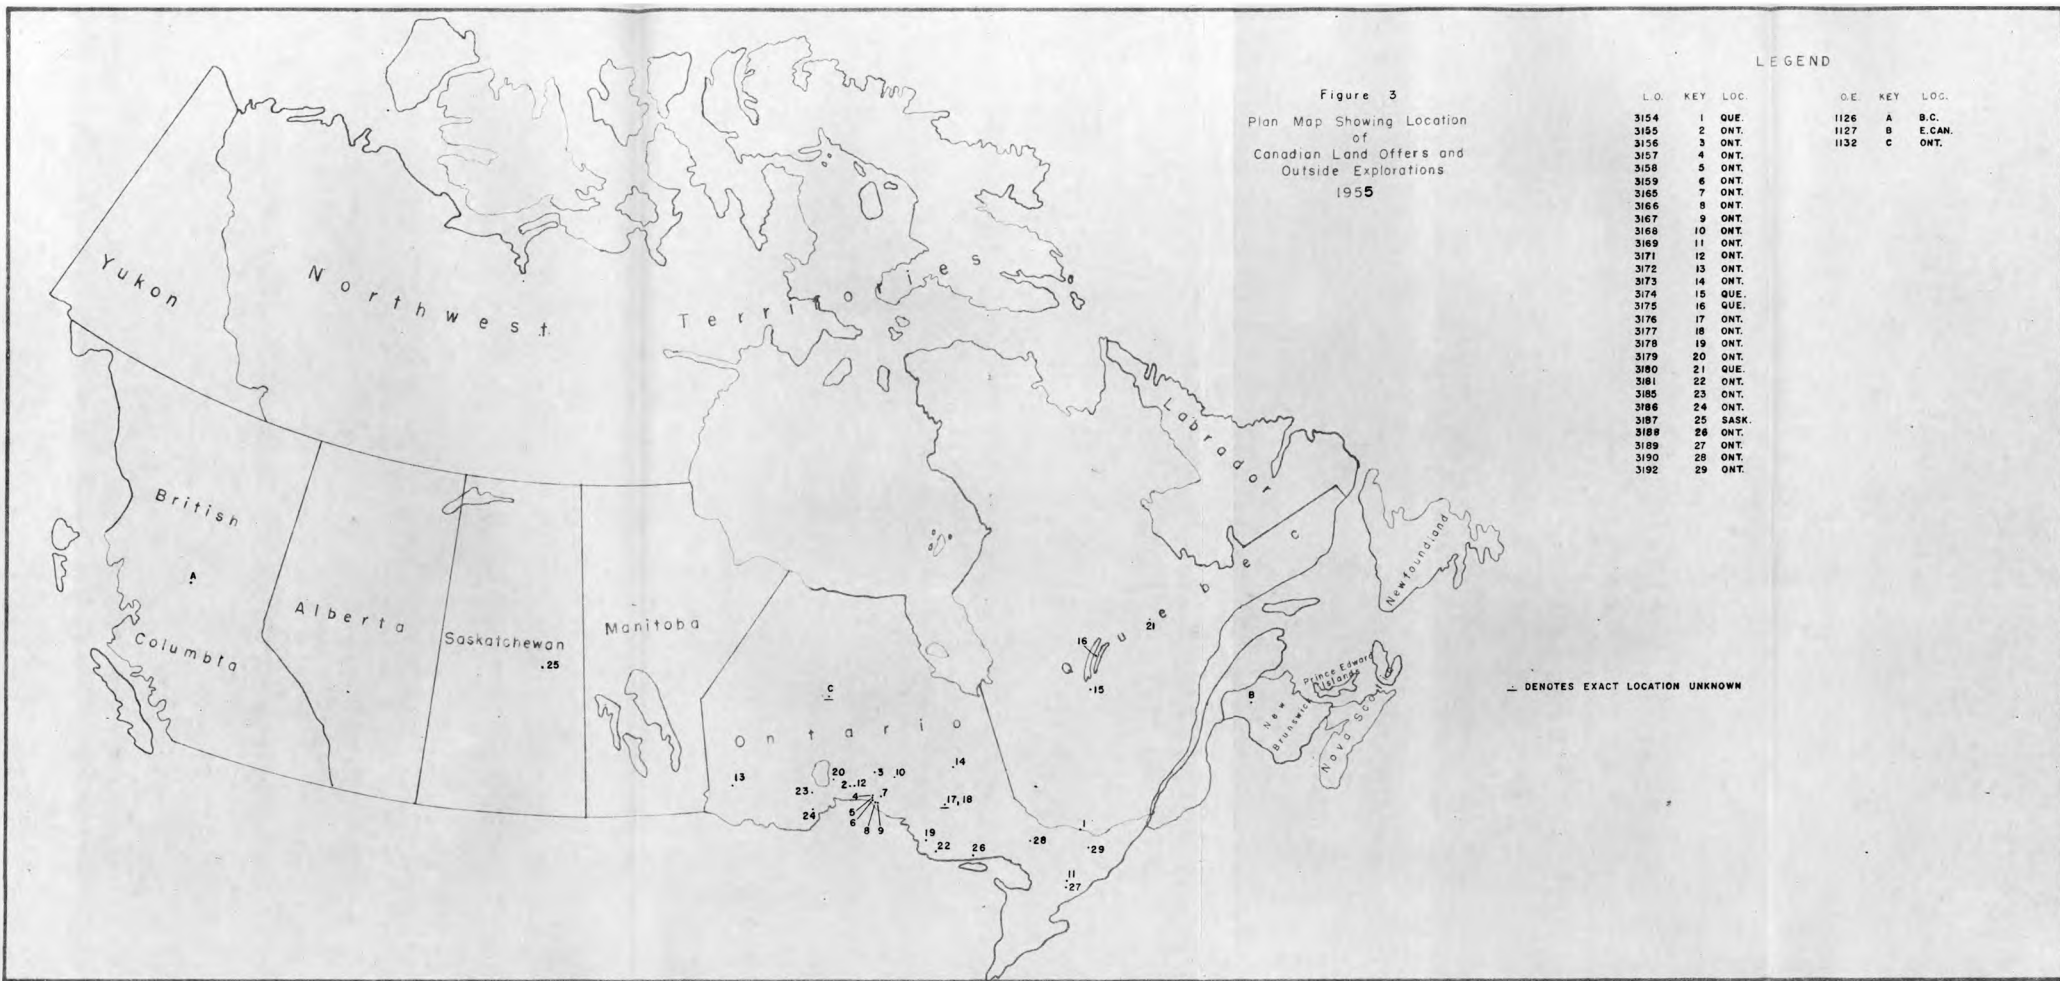 Figure 3
Plan Map Showing Location
of
Canadian Land Offers and
Outside Explorations
1955
LEGEND
L.O. KEY LOC.
3154 1 QUE.
3155 2 ONT.
3156 3 ONT.
3157 4 ONT.
3158 5 ONT.
3159 6 ONT.
3165 7 ONT.
3166 8 ONT.
3167 9 ONT.
3168 10 ONT.
3169 11 ONT.
3171 12 ONT.
3172 13 ONT.
3173 14 ONT.
3174 15 QUE.
3175 16 QUE.
3176 17 ONT.
3177 18 ONT.
3178 19 ONT.
3179 20 ONT.
3180 21 QUE.
3181 22 ONT.
3185 23 ONT.
3186 24 ONT.
3187 25 SASK.
3188 26 ONT.
3189 27 ONT.
3190 28 ONT.
3192 29 ONT.
O.E. KEY LOC.
1126 A B.C.
1127 B E.CAN.
1132 C ONT.
DENOTES EXACT LOCATION UNKNOWN
Yukon
Northwest Territories
British
Columbia
A
Alberta
Saskatchewan
25
Manitoba
Ontario
C
13
20
3
10
14
23
2
12
4
7
24
5
6
8
9
17, 18
19
22
26
28
1
29
11
27
Quebec
16
21
15
Labrador
Newfoundland
Prince Edward
Islands
B
New
Brunswick
Nova Scotia